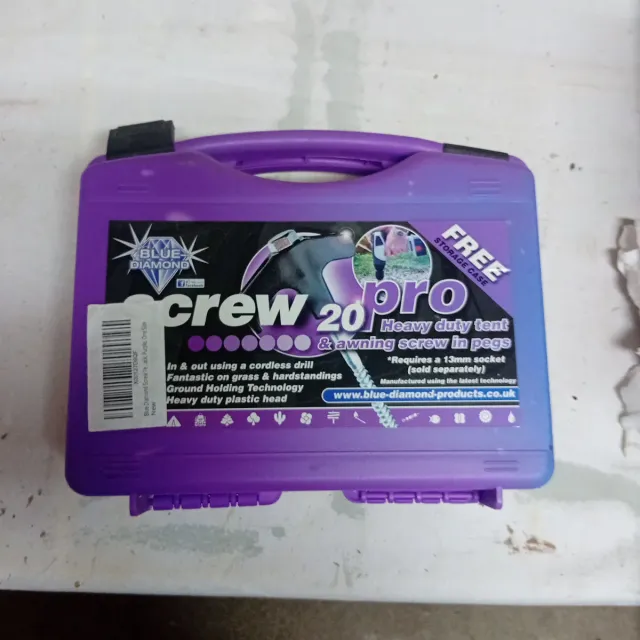 BLUE
DIAMOND
FREE
STORAGE CASE
screw 20 pro
Heavy duty tent
& awning screw in pegs
In & out using a cordless drill
Fantastic on grass & hardstandings
Ground Holding Technology
Heavy duty plastic head
*Requires a 13mm socket
(sold separately)
Manufactured using the latest technology
www.blue-diamond-products.co.uk